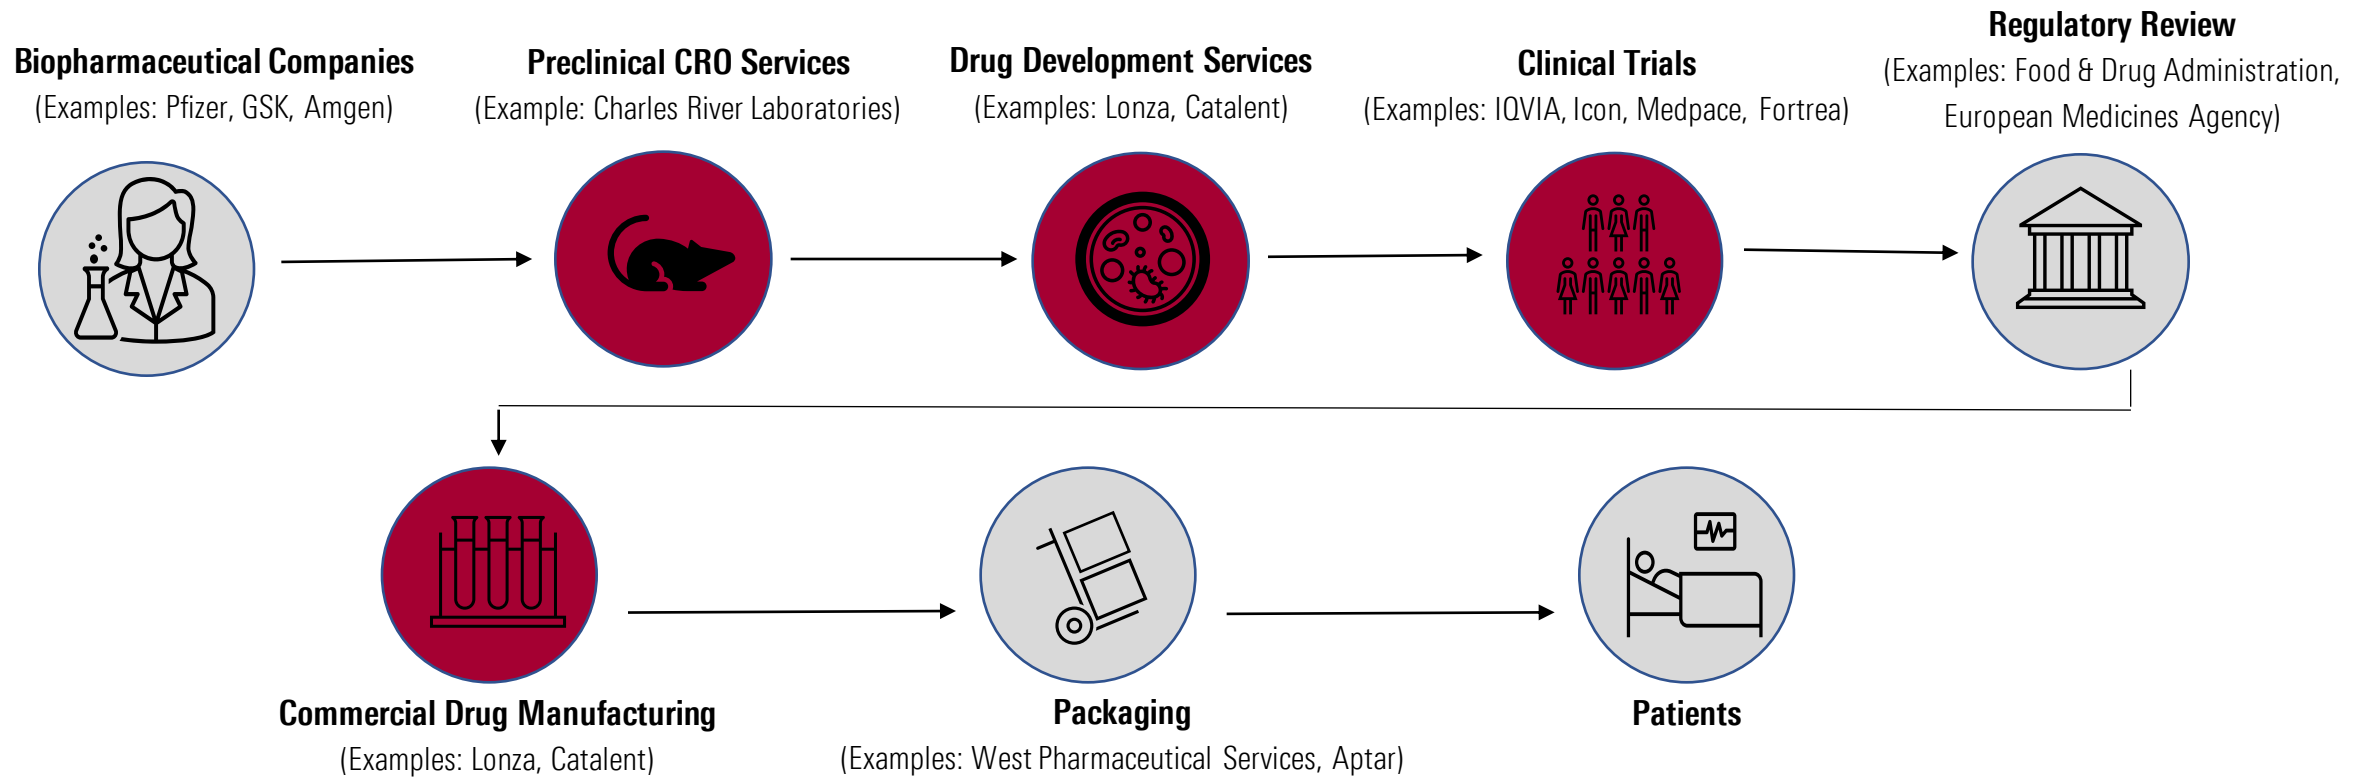 Biopharmaceutical Companies
(Examples: Pfizer, GSK, Amgen)
Preclinical CRO Services
(Example: Charles River Laboratories)
Drug Development Services
(Examples: Lonza, Catalent)
Clinical Trials
(Examples: IQVIA, Icon, Medpace, Fortrea)
Regulatory Review
(Examples: Food & Drug Administration,
European Medicines Agency)
Commercial Drug Manufacturing
(Examples: Lonza, Catalent)
Packaging
(Examples: West Pharmaceutical Services, Aptar)
Patients